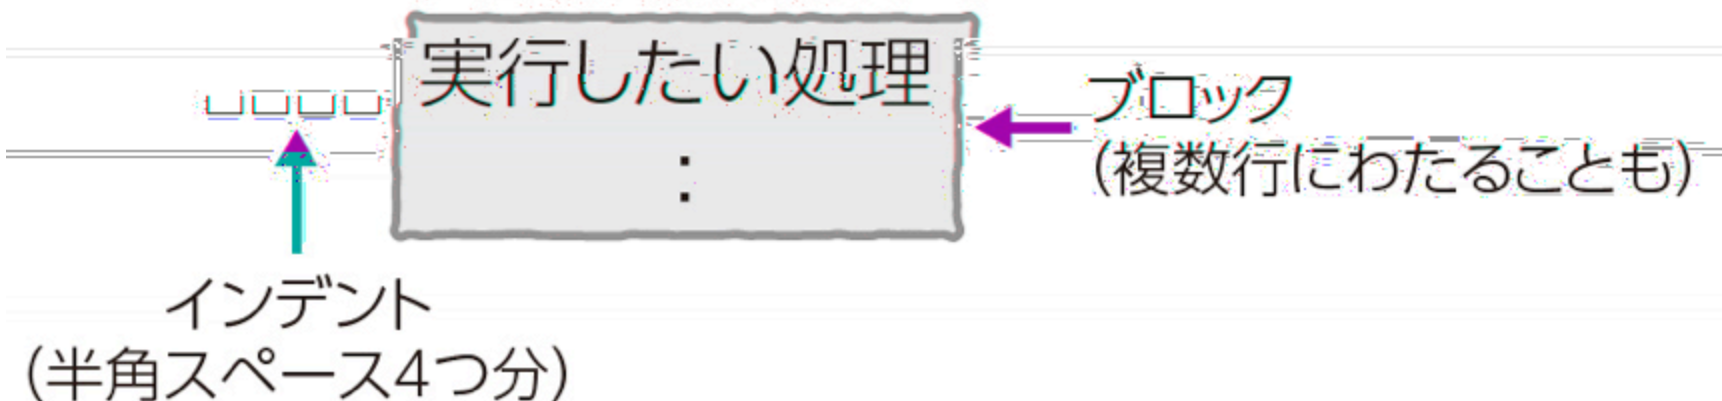 実行したい処理
:
ブロック
(複数行にわたることも)
インデント
(半角スペース4つ分)